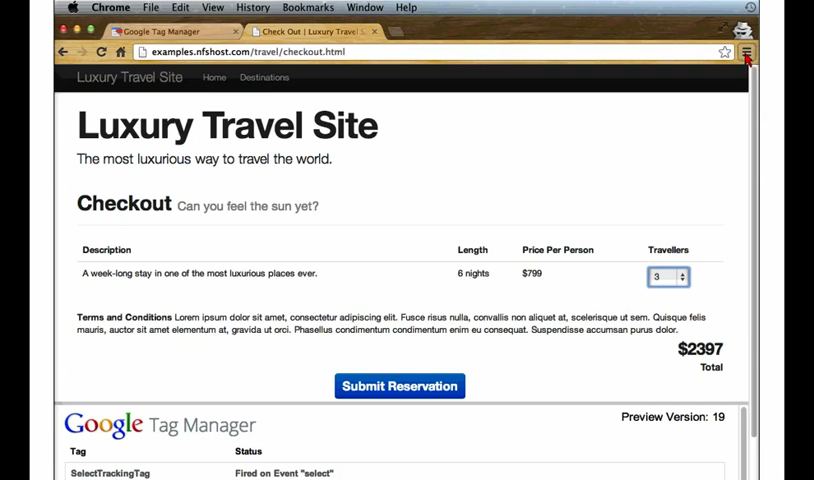 Chrome File Edit View History Bookmarks Window Help
Google Tag Manager
Check Out | Luxury Travel S
examples.nfshost.com/travel/checkout.html
Luxury Travel Site Home Destinations
Luxury Travel Site
The most luxurious way to travel the world.
Checkout Can you feel the sun yet?
Description Length Price Per Person Travellers
A week-long stay in one of the most luxurious places ever. 6 nights $799 3
Terms and Conditions Lorem ipsum dolor sit amet, consectetur adipiscing elit. Fusce risus nulla, convallis non aliquet at, scelerisque ut sem. Quisque felis
mauris, auctor sit amet elementum at, gravida ut orci. Phasellus condimentum condimentum enim eu consequat. Suspendisse accumsan purus dolor.
$2397
Total
Submit Reservation
Google Tag Manager Preview Version: 19
Tag Status
SelectTrackingTag Fired on Event "select"